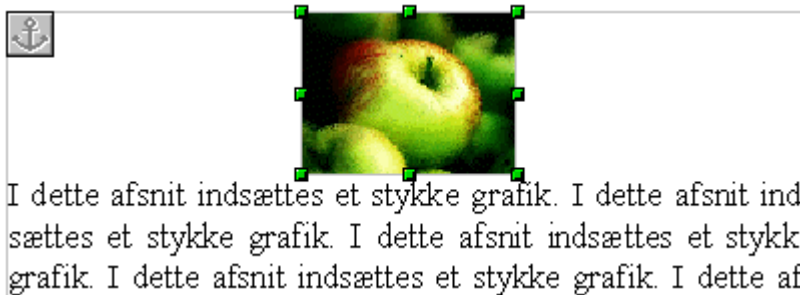 I dette afsnit indsættes et stykke grafik. I dette afsnit ind
sættes et stykke grafik. I dette afsnit indsættes et stykk
grafik. I dette afsnit indsættes et stykke grafik. I dette af